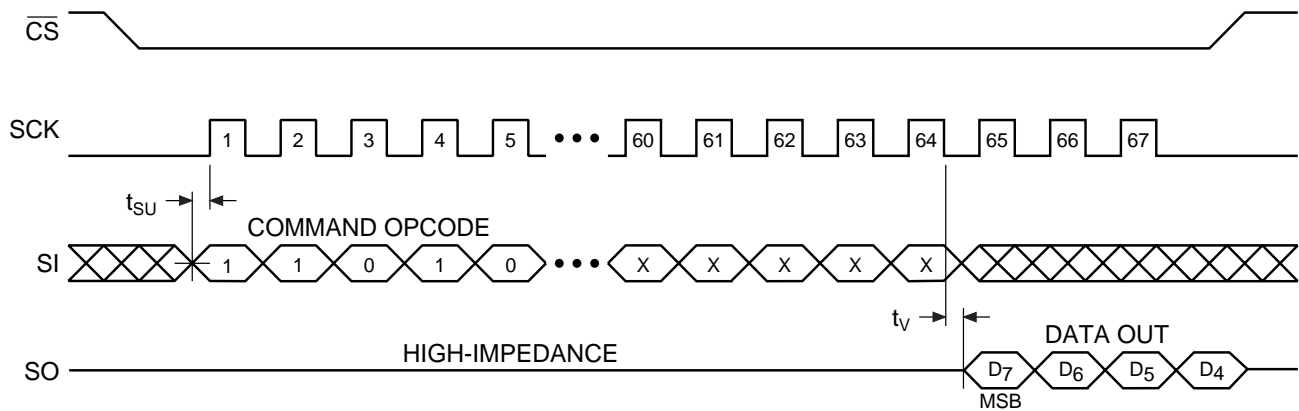 CS
SCK 1 2 3 4 5 ••• 60 61 62 63 64 65 66 67
tSU
COMMAND OPCODE
SI 1 1 0 1 0 ••• X X X X X
tV
HIGH-IMPEDANCE
DATA OUT
SO D7 D6 D5 D4
MSB